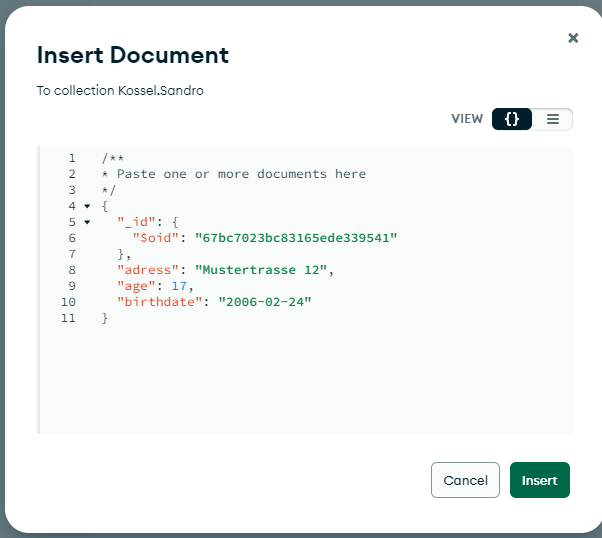 Insert Document
To collection Kossel.Sandro
VIEW {}
1 /**
2 * Paste one or more documents here
3 */
4 {
5 "_id": {
6 "$oid": "67bc7023bc83165ede339541"
7 },
8 "adress": "Mustertrasse 12",
9 "age": 17,
10 "birthdate": "2006-02-24"
11 }
Cancel Insert